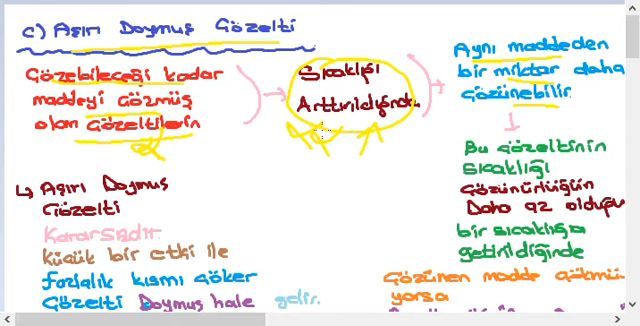 c) Aşırı Doymuş Çözelti
Çözebileceği kadar
maddeyi çözmüş
olan çözeltilerin
Sıcaklığı
Arttırıldığında
Aynı maddeden
bir miktar daha
çözünebilir.
Bu çözeltinin
sıcaklığı
çözünürlüğün
Daha az olduğu
bir sıcaklığa
getirildiğinde
Çözünen madde çökmü
yorsa
↳ Aşırı Doymuş
Çözelti
Kararsızdır.
küçük bir etki ile
fazlalık kısmı çöker
Çözelti Doymuş hale gelir.